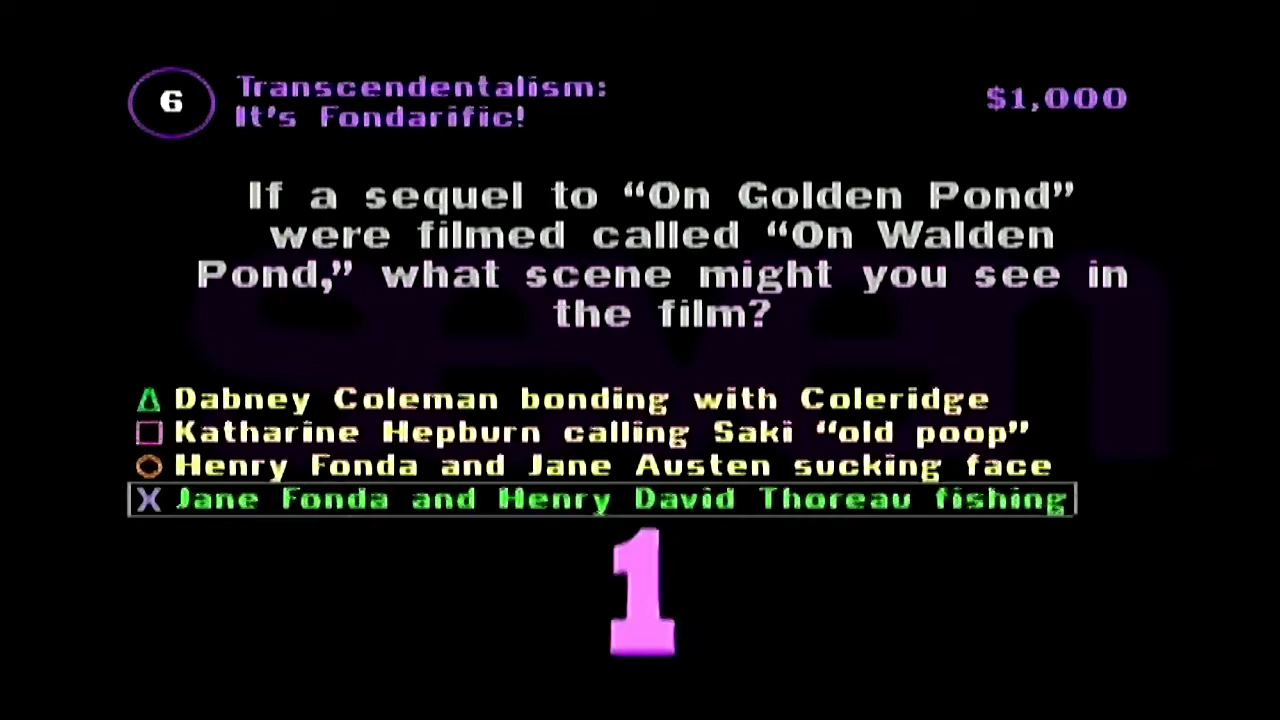 6
Transcendentalism:
It's Fondarific!
$1,000
If a sequel to “On Golden Pond”
were filmed called “On Walden
Pond,” what scene might you see in
the film?
seven
Dabney Coleman bonding with Coleridge
Katharine Hepburn calling Saki “old poop”
Henry Fonda and Jane Austen sucking face
X Jane Fonda and Henry David Thoreau fishing
1